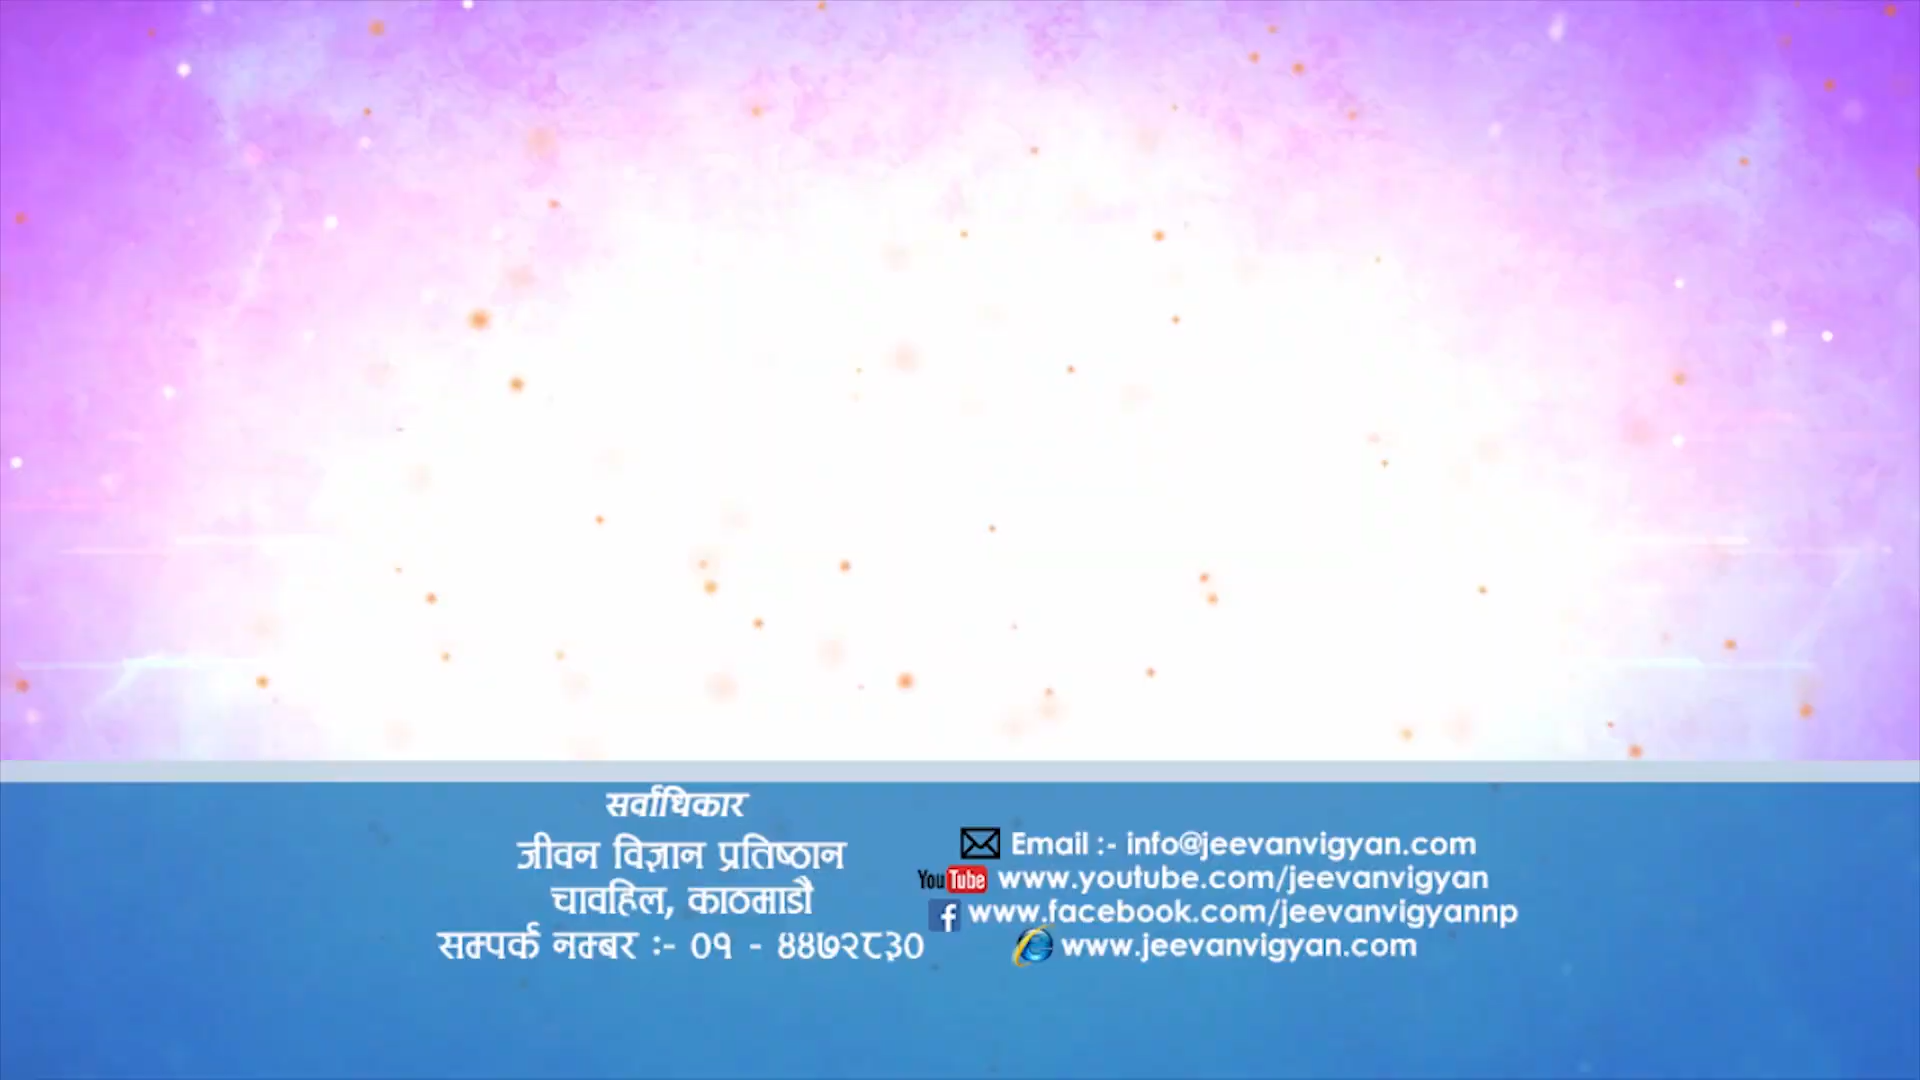 सर्वाधिकार
जीवन विज्ञान प्रतिष्ठान
चावहिल, काठमाडौ
सम्पर्क नम्बर :- ०१ - ४४७२८३०
Email :- info@jeevanvigyan.com
YouTube www.youtube.com/jeevanvigyan
f www.facebook.com/jeevanvigyannp
www.jeevanvigyan.com